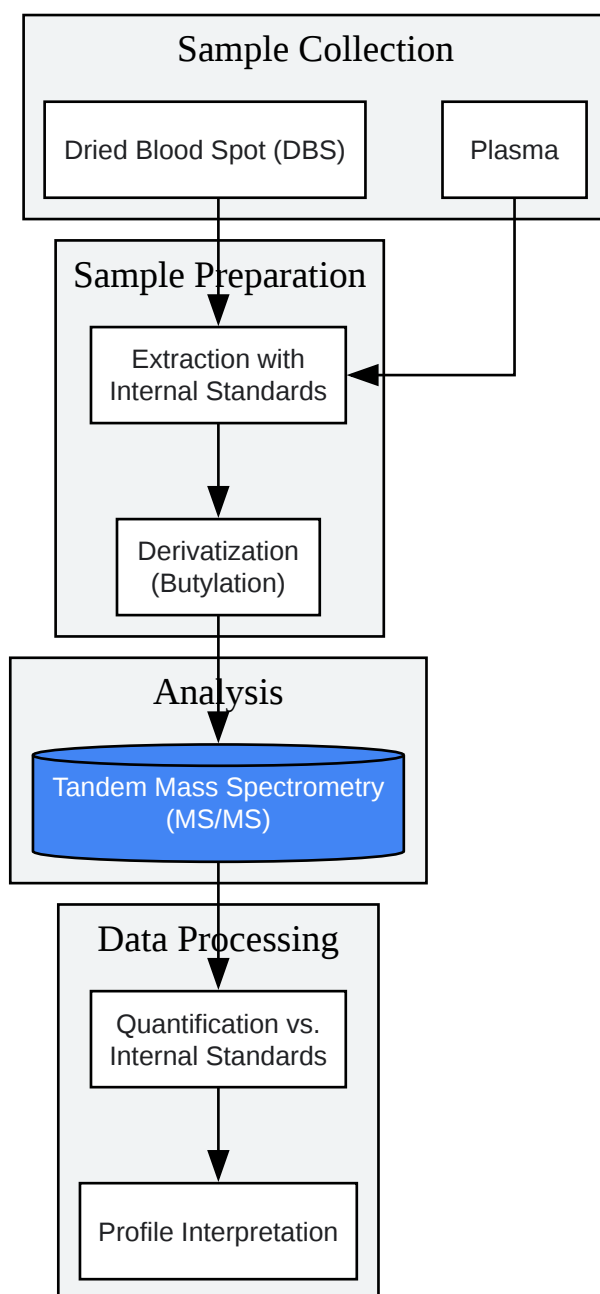 Sample Collection
Dried Blood Spot (DBS)
Plasma
Sample Preparation
Extraction with
Internal Standards
Derivatization
(Butylation)
Analysis
Tandem Mass Spectrometry
(MS/MS)
Data Processing
Quantification vs.
Internal Standards
Profile Interpretation